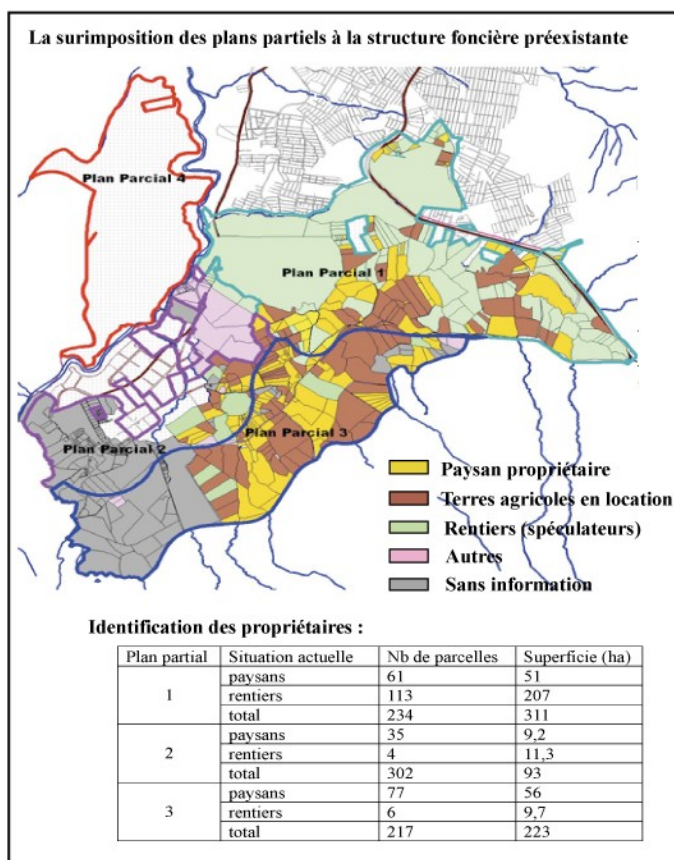 La surimposition des plans partiels à la structure foncière préexistante
Plan Parcial 4
Plan Parcial 1
Plan Parcial 3
Plan Parcial 2
Paysan propriétaire
Terres agricoles en location
Rentiers (spéculateurs)
Autres
Sans information
Identification des propriétaires :
Plan partial Situation actuelle Nb de parcelles Superficie (ha)
1 paysans 61 51
rentiers 113 207
total 234 311
2 paysans 35 9,2
rentiers 4 11,3
total 302 93
3 paysans 77 56
rentiers 6 9,7
total 217 223